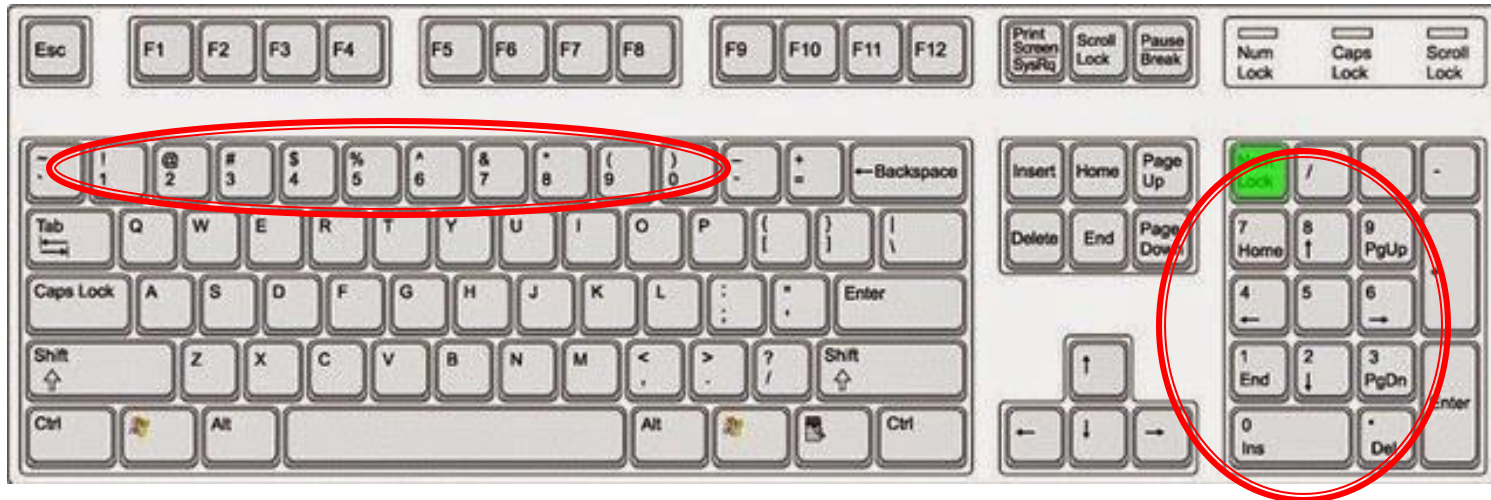 Esc F1 F2 F3 F4 F5 F6 F7 F8 F9 F10 F11 F12 Print Screen SysRq Scroll Lock Pause Break Num Lock Caps Lock Scroll Lock
~ ! @ # $ % ^ & * ( ) – +
` 1 2 3 4 5 6 7 8 9 0 - = ←Backspace Insert Home Page Up Lock / -
Tab Q W E R T Y U I O P { [ } ] | \ Delete End Page Down 7 Home 8 ↑ 9 PgUp
Caps Lock A S D F G H J K L : ; " ' Enter 4 ← 5 6 →
Shift Z X C V B N M < , > . ? / Shift ↑ 1 End 2 ↓ 3 PgDn Enter
Ctrl Alt Alt Ctrl ← ↓ → 0 Ins . Del